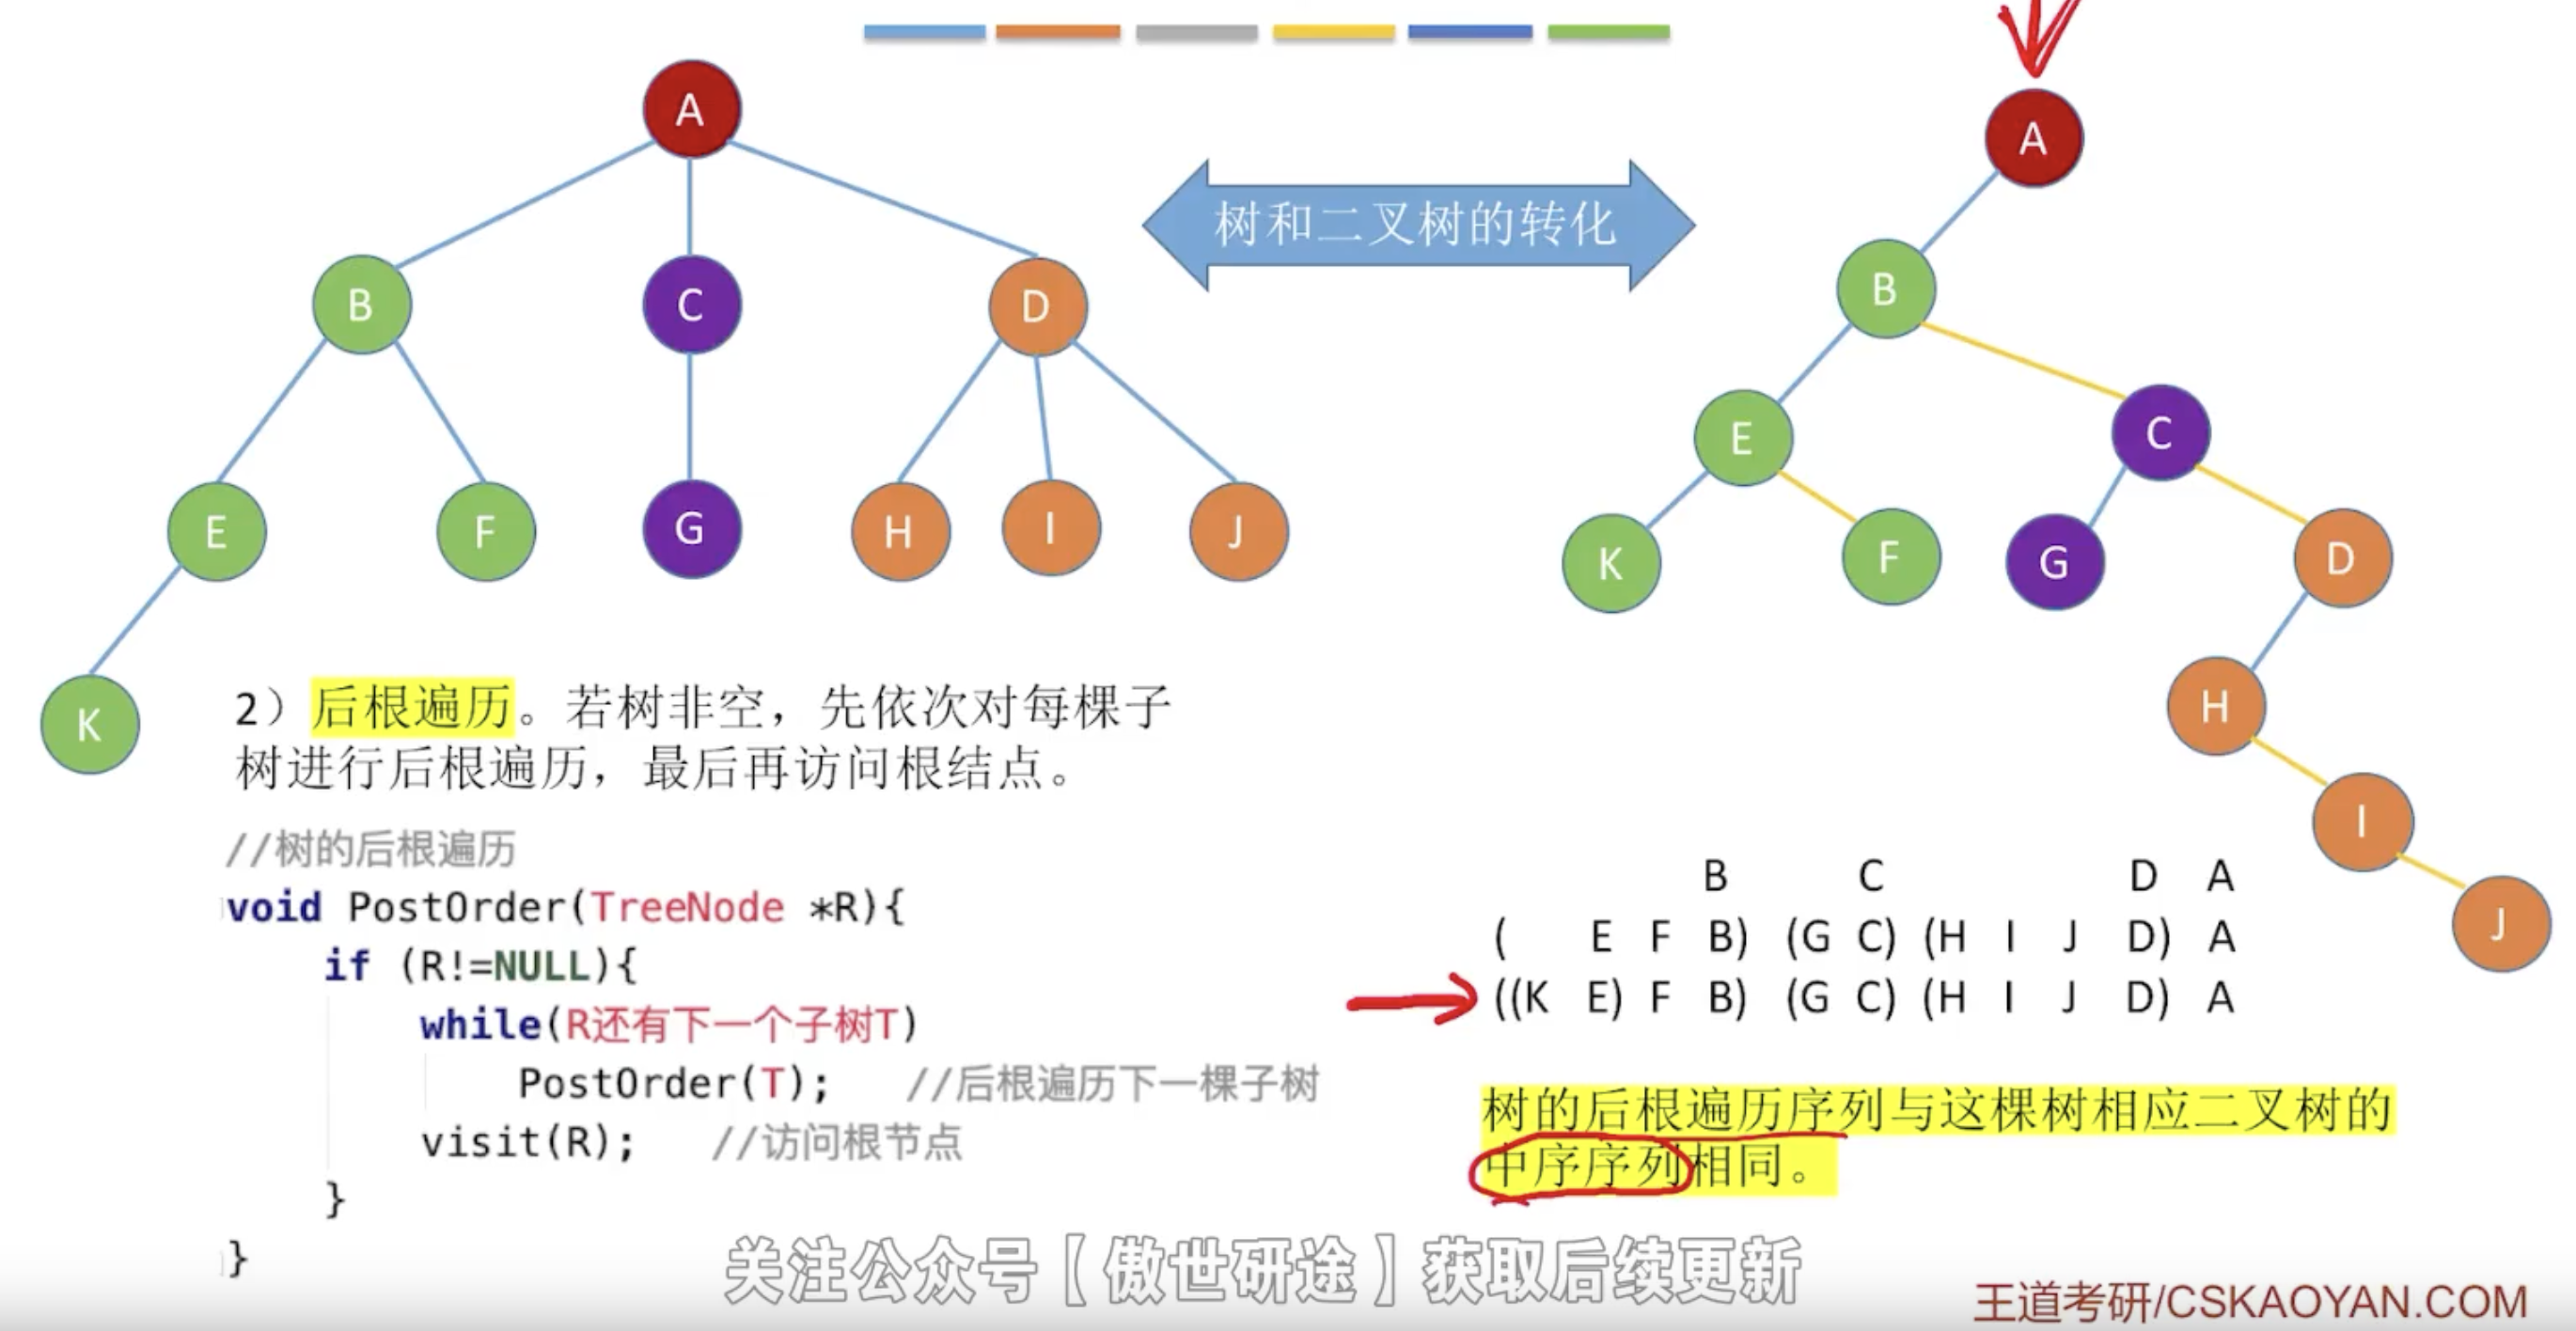 A
A
树和二叉树的转化
B
B
C
D
E
C
E
F
G
H
I
J
K
F
G
D
K
H
I
J
2）后根遍历。若树非空，先依次对每棵子
树进行后根遍历，最后再访问根结点。
//树的后根遍历
void PostOrder(TreeNode *R){
if (R!=NULL){
while(R还有下一个子树T)
PostOrder(T); //后根遍历下一棵子树
visit(R); //访问根节点
}
}
B C D A
( E F B) (G C) (H I J D) A
((K E) F B) (G C) (H I J D) A
树的后根遍历序列与这棵树相应二叉树的
中序序列相同。
关注公众号【傲世研途】获取后续更新
王道考研/CSKAOYAN.COM